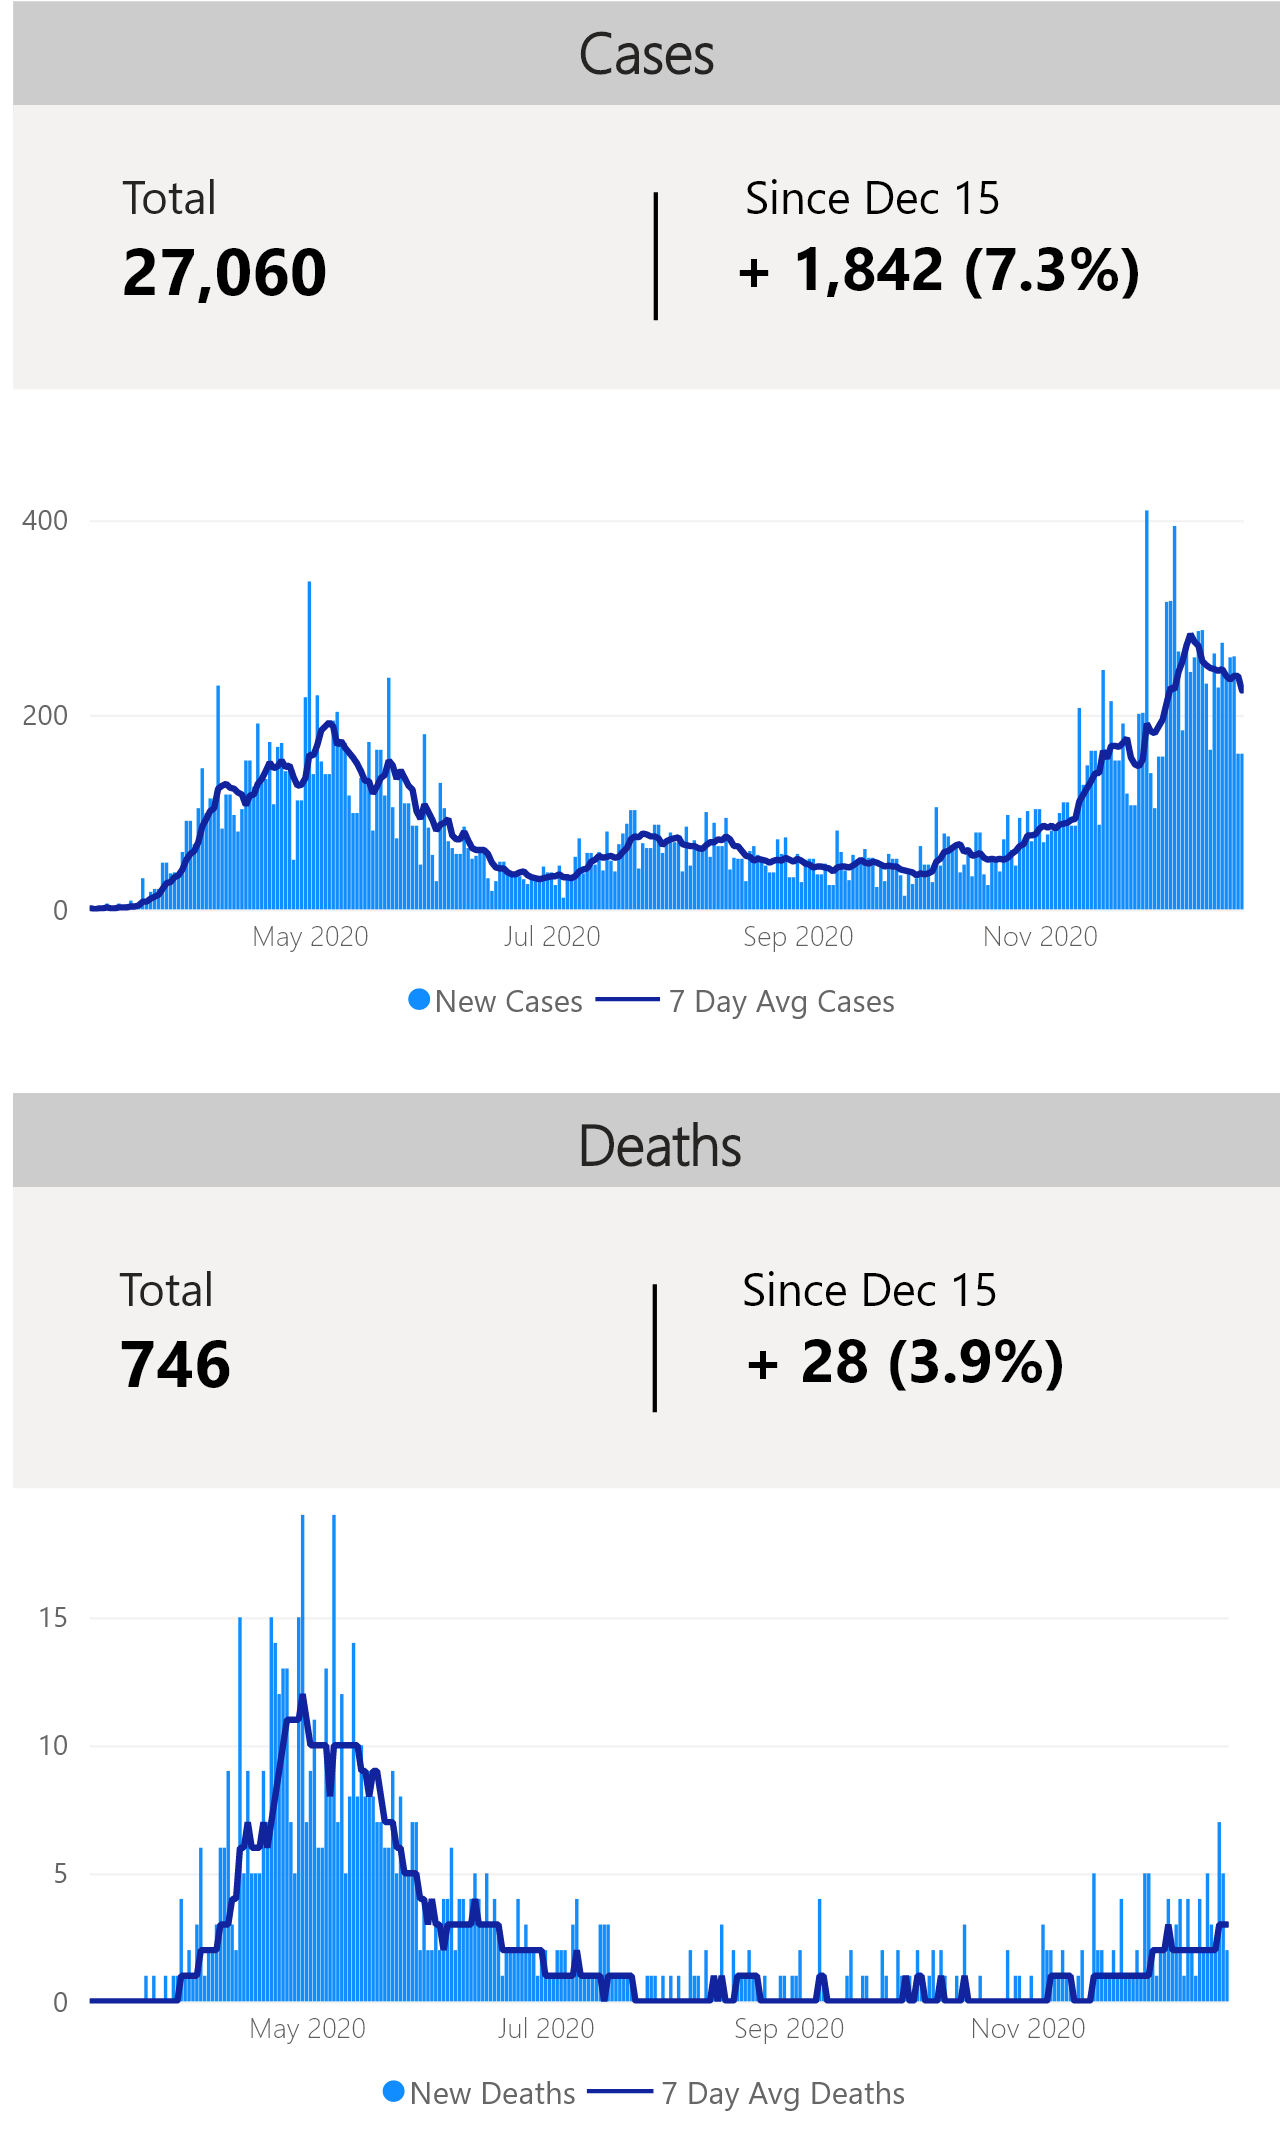 Cases
Total
Since Dec 15
27,060
+ 1,842 (7.3%)
400
200
0
May 2020
Jul 2020
Sep 2020
Nov 2020
New Cases
7 Day Avg Cases
Deaths
Total
Since Dec 15
746
+ 28 (3.9%)
15
10
5
0
May 2020
Jul 2020
Sep 2020
Nov 2020
New Deaths
7 Day Avg Deaths